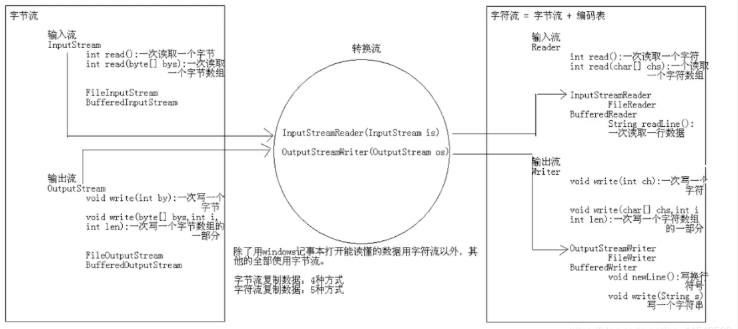 字节流
输入流
InputStream
int read():一次读取一个字节
int read(byte[] bys):一次读取
一个字节数组
FileInputStream
BufferedInputStream
输出流
OutputStream
void write(int by):一次写一个
字节
void write(byte[] bys,int i,
int len):一次写一个字节数组的
一部分
FileOutputStream
BufferedOutputStream
转换流
InputStreamReader(InputStream is)
OutputStreamWriter(OutputStream os)
除了用windows记事本打开能读懂的数据用字符流以外，其
他的全部使用字节流。
字节流复制数据：4种方式
字符流复制数据：5种方式
字符流 = 字节流 + 编码表
输入流
Reader
int read():一次读取一个字符
int read(char[] chs):一个读取
一个字符数组
InputStreamReader
FileReader
BufferedReader
String readLine():
一次读取一行数据
输出流
Writer
void write(int ch):一次写一个
字符
void write(char[] chs,int i
int len):一次写一个字符数组
的一部分
OutputStreamWriter
FileWriter
BufferedWriter
void newLine():写换行
符号
void write(String s)
写一个字符串